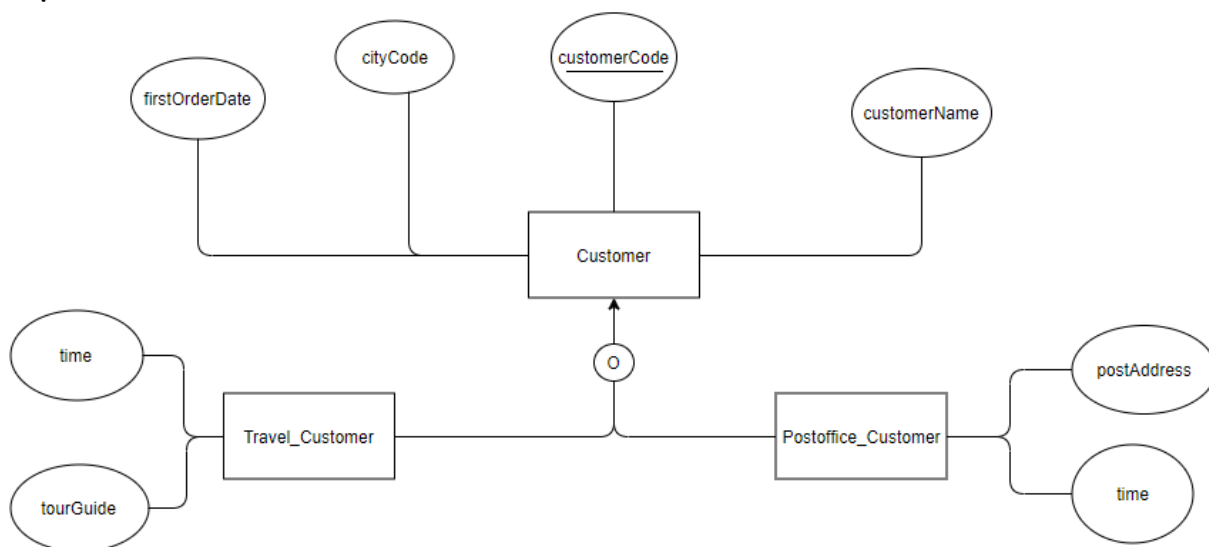 cityCode
customerCode
firstOrderDate
customerName
Customer
time
O
postAddress
Travel_Customer
Postoffice_Customer
tourGuide
time